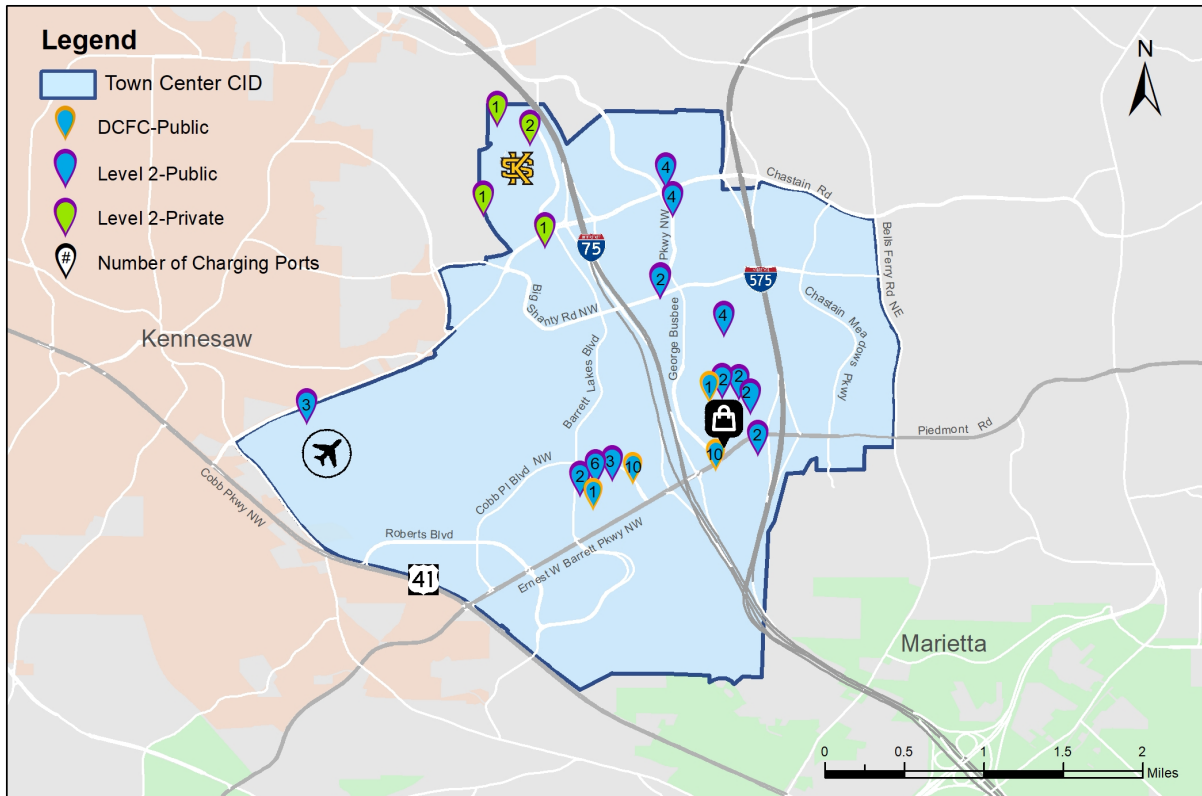 Legend
Town Center CID
DCFC-Public
Level 2-Public
Level 2-Private
#
Number of Charging Ports
N
1
2
KS
1
1
4
4
Chastain Rd
Pkwy NW
75
2
575
Bells Ferry Rd NE
Big Shanty Rd NW
4
George Busbee
Chastain Meadows Pkwy
Kennesaw
Barrett Lakes Blvd
1
2
2
2
3
2
Piedmont Rd
10
2
6
3
10
1
Cobb Pl Blvd NW
Cobb Pkwy NW
Roberts Blvd
Ernest W Barrett Pkwy NW
41
Marietta
0 0.5 1 1.5 2
Miles